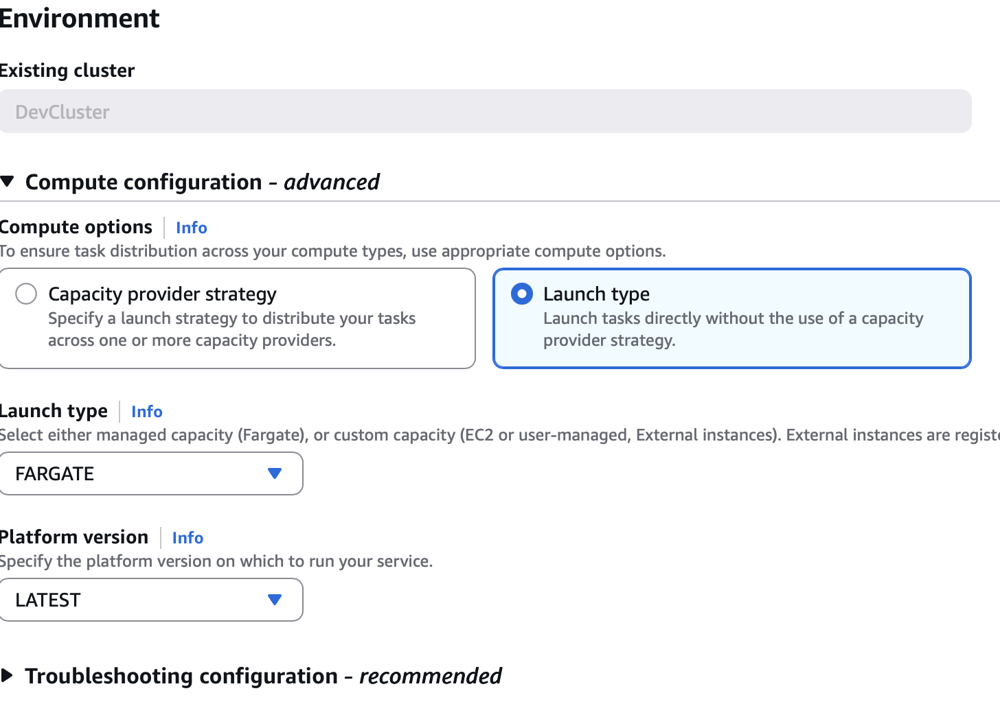 Environment
Existing cluster
DevCluster
Compute configuration - advanced
Compute options Info
To ensure task distribution across your compute types, use appropriate compute options.
Capacity provider strategy
Specify a launch strategy to distribute your tasks
across one or more capacity providers.
Launch type
Launch tasks directly without the use of a capacity
provider strategy.
Launch type Info
Select either managed capacity (Fargate), or custom capacity (EC2 or user-managed, External instances). External instances are registe
FARGATE
Platform version Info
Specify the platform version on which to run your service.
LATEST
Troubleshooting configuration - recommended